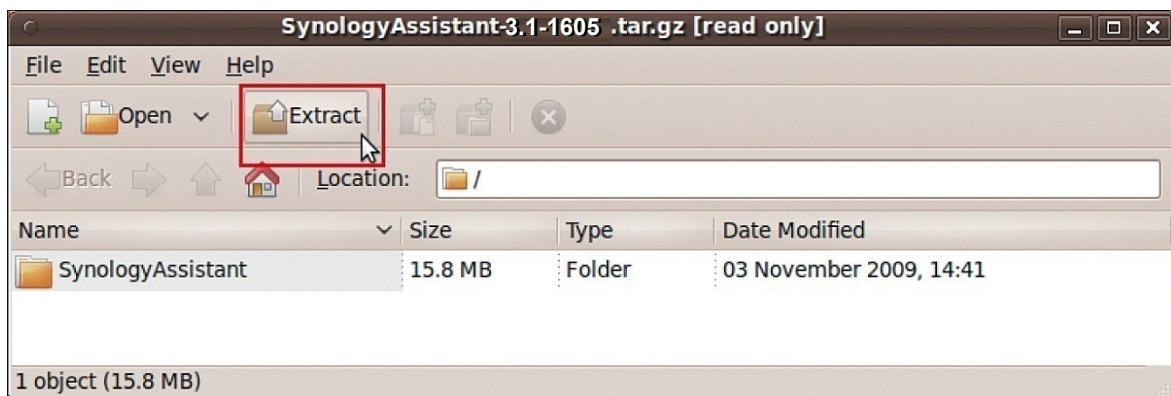 SynologyAssistant-3.1-1605 .tar.gz [read only]
File Edit View Help
Open Extract
Back Location: /
Name Size Type Date Modified
SynologyAssistant 15.8 MB Folder 03 November 2009, 14:41
1 object (15.8 MB)